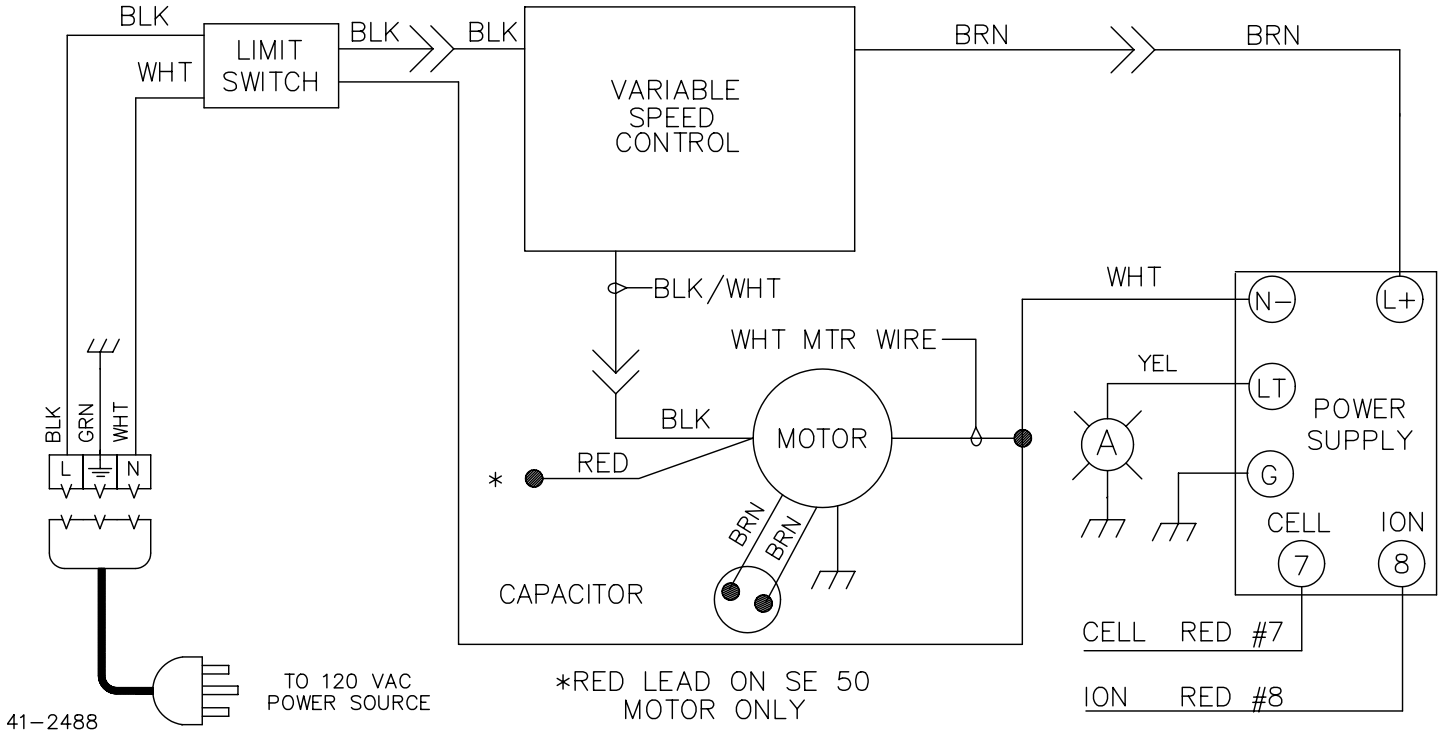 BLK
LIMIT
SWITCH
BLK
BLK
VARIABLE
SPEED
CONTROL
BRN
BRN
WHT
BLK/WHT
WHT
N-
L+
WHT MTR WIRE
YEL
LT
BLK
GRN
WHT
BLK
MOTOR
A
POWER
SUPPLY
L
N
*
RED
G
BRN
BRN
CELL
ION
7
8
CAPACITOR
CELL RED #7
TO 120 VAC
POWER SOURCE
*RED LEAD ON SE 50
MOTOR ONLY
ION RED #8
41-2488